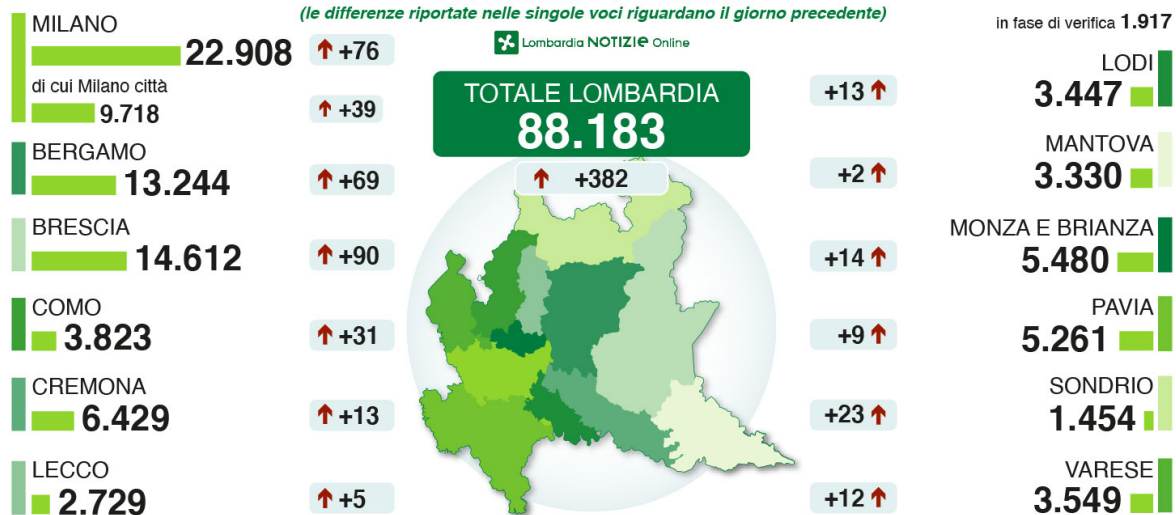 (le differenze riportate nelle singole voci riguardano il giorno precedente)
Lombardia NOTIZIE Online
in fase di verifica 1.917
TOTALE LOMBARDIA
88.183
+382
MILANO
22.908
+76
di cui Milano città
9.718
+39
BERGAMO
13.244
+69
BRESCIA
14.612
+90
COMO
3.823
+31
CREMONA
6.429
+13
LECCO
2.729
+5
LODI
+13
3.447
MANTOVA
+2
3.330
MONZA E BRIANZA
+14
5.480
PAVIA
+9
5.261
SONDRIO
+23
1.454
VARESE
+12
3.549